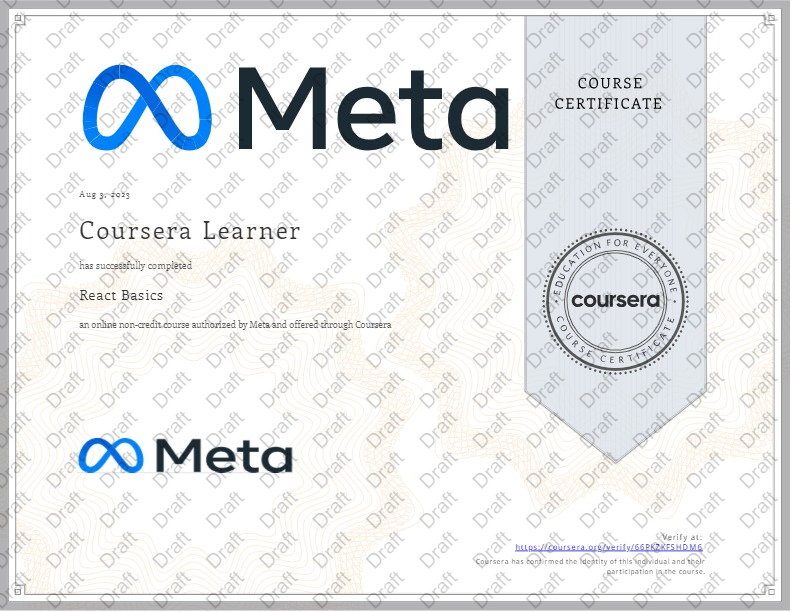 Meta
COURSE
CERTIFICATE
Aug 3, 2023
Coursera Learner
has successfully completed
React Basics
an online non-credit course authorized by Meta and offered through Coursera
EDUCATION FOR EVERYONE
coursera
COURSE CERTIFICATE
Meta
Verify at:
https://coursera.org/verify/668KZKFSHDM6
Coursera has confirmed the identity of this individual and their
participation in the course.
Draft